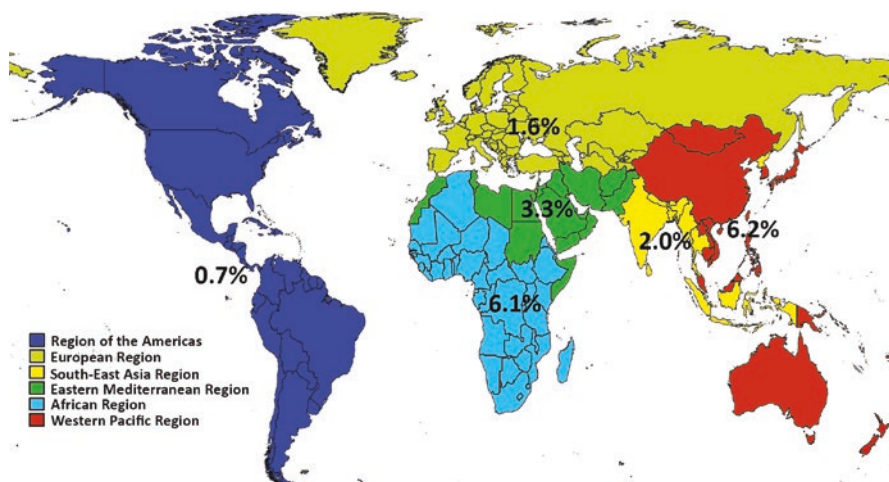 1.6%
3.3%
2.0%
6.2%
0.7%
6.1%
Region of the Americas
European Region
South-East Asia Region
Eastern Mediterranean Region
African Region
Western Pacific Region